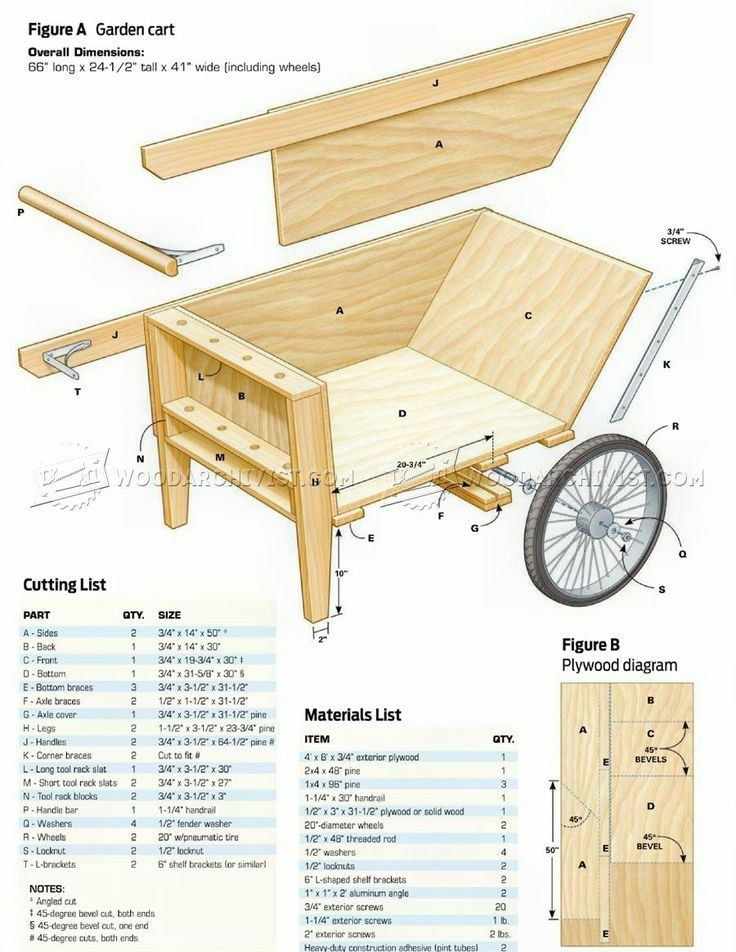 Figure A Garden cart
Overall Dimensions:
66" long x 24-1/2" tall x 41" wide (including wheels)
J
A
P
3/4"
SCREW
A
C
J
L
K
T
B
D
N
M
R
20-3/4"
WOODARCHIVIST.COM
WOODARCHIVIST.COM
H
F
G
E
Q
10"
S
2"
Cutting List
PART QTY. SIZE
A - Sides 2 3/4" x 14" x 50" *
B - Back 1 3/4" x 14" x 30"
C - Front 1 3/4" x 19-3/4" x 30" ‡
D - Bottom 1 3/4" x 31-5/8" x 30" §
E - Bottom braces 3 3/4" x 3-1/2" x 31-1/2"
F - Axle braces 2 1/2" x 1-1/2" x 31-1/2"
G - Axle cover 1 3/4" x 3-1/2" x 31-1/2" pine
H - Legs 2 1-1/2" x 3-1/2" x 23-3/4" pine
J - Handles 2 3/4" x 3-1/2" x 64-1/2" pine #
K - Corner braces 2 Cut to fit #
L - Long tool rack slat 1 3/4" x 3-1/2" x 30"
M - Short tool rack slats 2 3/4" x 3-1/2" x 27"
N - Tool rack blocks 2 3/4" x 3-1/2" x 3"
P - Handle bar 1 1-1/4" handrail
Q - Washers 4 1/2" fender washer
R - Wheels 2 20" w/pneumatic tire
S - Locknut 2 1/2" locknut
T - L-brackets 2 6" shelf brackets (or similar)
NOTES:
* Angled cut
‡ 45-degree bevel cut, both ends
§ 45-degree bevel cut, one end
# 45-degree cuts, both ends
Materials List
ITEM QTY.
4' x 8' x 3/4" exterior plywood 1
2x4 x 48" pine 1
1x4 x 96" pine 3
1-1/4" x 30" handrail 1
1/2" x 3" x 31-1/2" plywood or solid wood 1
20"-diameter wheels 2
1/2" x 48" threaded rod 1
1/2" washers 4
1/2" locknuts 2
6" L-shaped shelf brackets 2
1" x 1" x 2' aluminum angle 2
3/4" exterior screws 20
1-1/4" exterior screws 1 lb.
2" exterior screws 2 lbs.
Heavy-duty construction adhesive (pint tubes) 2
Figure B
Plywood diagram
B
A
C
45°
BEVELS
E
D
45°
45°
BEVEL
50"
E
A
E